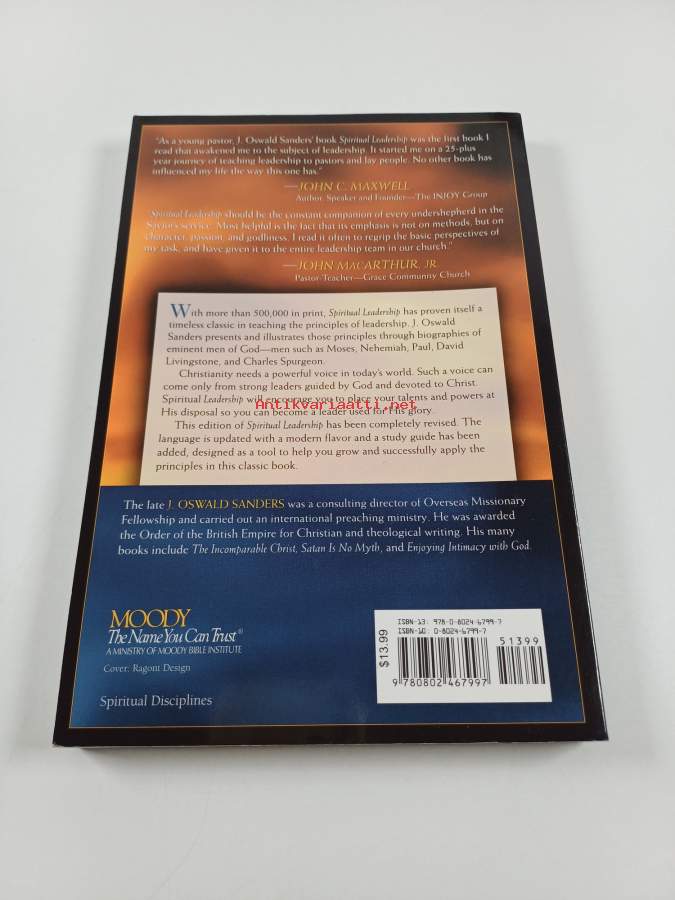 "As a young pastor, J. Oswald Sanders' book Spiritual Leadership was the first book I
read that awakened me to the subject of leadership. It started me on a 25-plus
year journey of teaching leadership to pastors and lay people. No other book has
influenced my life the way this one has."
—JOHN C. MAXWELL
Author, Speaker and Founder—The INJOY Group
"Spiritual Leadership should be the constant companion of every undershepherd in the
Savior's service. Most helpful is the fact that its emphasis is not on methods, but on
character, passion, and godliness. I read it often to regrip the basic perspectives of
my task, and have given it to the entire leadership team in our church."
—JOHN MACARTHUR, JR.
Pastor-Teacher—Grace Community Church
With more than 500,000 in print, Spiritual Leadership has proven itself a
timeless classic in teaching the principles of leadership. J. Oswald
Sanders presents and illustrates those principles through biographies of
eminent men of God—men such as Moses, Nehemiah, Paul, David
Livingstone, and Charles Spurgeon.
Christianity needs a powerful voice in today's world. Such a voice can
come only from strong leaders guided by God and devoted to Christ.
Spiritual Leadership will encourage you to place your talents and powers at
Antikvariaatti.net
His disposal so you can become a leader used for His glory.
This edition of Spiritual Leadership has been completely revised. The
language is updated with a modern flavor and a study guide has been
added, designed as a tool to help you grow and successfully apply the
principles in this classic book.
The late J. OSWALD SANDERS was a consulting director of Overseas Missionary
Fellowship and carried out an international preaching ministry. He was awarded
the Order of the British Empire for Christian and theological writing. His many
books include The Incomparable Christ, Satan Is No Myth, and Enjoying Intimacy with God.
MOODY
The Name You Can Trust®
A MINISTRY OF MOODY BIBLE INSTITUTE
Cover: Ragont Design
Spiritual Disciplines
ISBN-13: 978-0-8024-6799-7
ISBN-10: 0-8024-6799-7
51399
$13.99
9 780802 467997